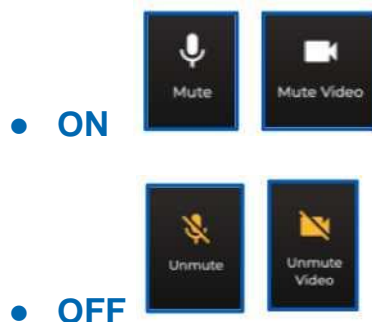 Mute
Mute Video
• ON
Unmute
Unmute
Video
• OFF